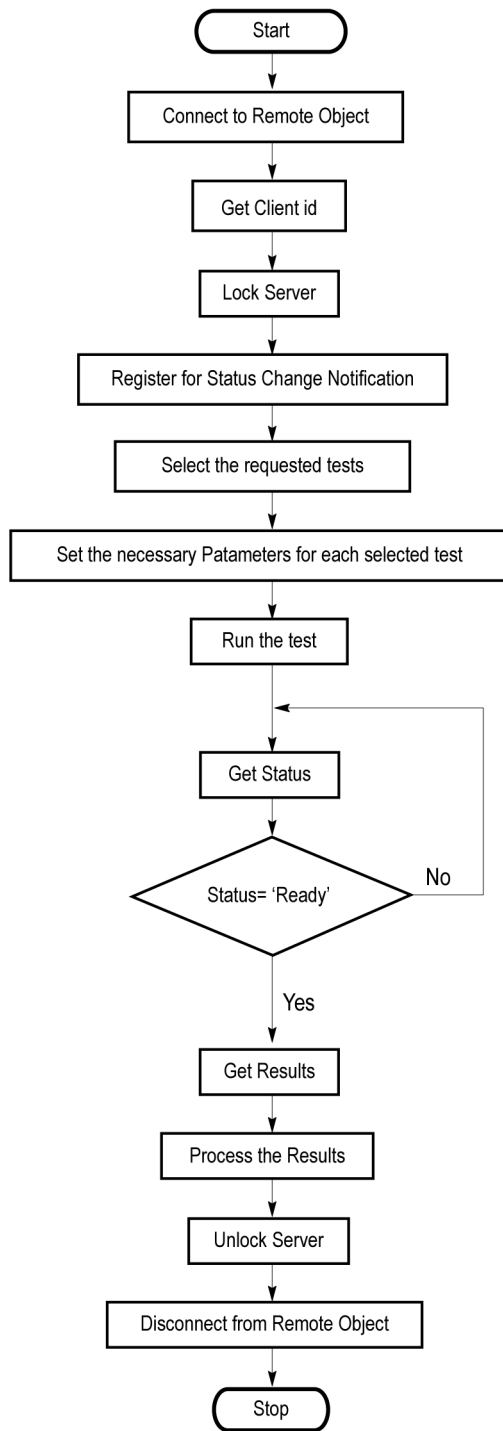 Start
Connect to Remote Object
Get Client id
Lock Server
Register for Status Change Notification
Select the requested tests
Set the necessary Patameters for each selected test
Run the test
Get Status
Status= ‘Ready’
No
Yes
Get Results
Process the Results
Unlock Server
Disconnect from Remote Object
Stop